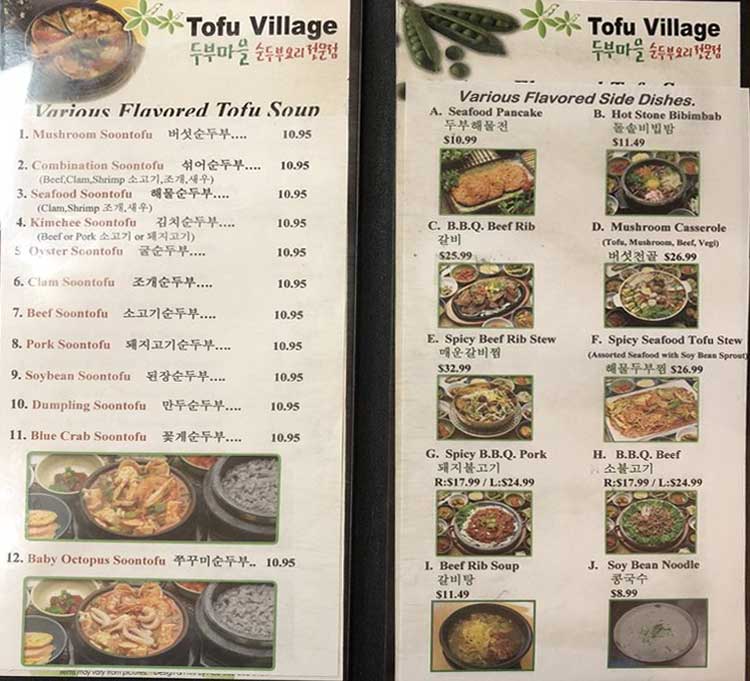 Tofu Village
두부마을 순두부요리 전문점
Various Flavored Tofu Soup
1. Mushroom Soontofu 버섯순두부.... 10.95
2. Combination Soontofu 섞어순두부.... 10.95
(Beef,Clam,Shrimp 소고기,조개,새우)
3. Seafood Soontofu 해물순두부.... 10.95
(Clam,Shrimp 조개,새우)
4. Kimchee Soontofu 김치순두부.... 10.95
(Beef or Pork 소고기 or 돼지고기)
5 Oyster Soontofu 굴순두부.... 10.95
6. Clam Soontofu 조개순두부.... 10.95
7. Beef Soontofu 소고기순두부.... 10.95
8. Pork Soontofu 돼지고기순두부.... 10.95
9. Soybean Soontofu 된장순두부.... 10.95
10. Dumpling Soontofu 만두순두부.... 10.95
11. Blue Crab Soontofu 꽃게순두부.... 10.95
12. Baby Octopus Soontofu 쭈꾸미순두부.. 10.95
Items may vary from pictures.
Tofu Village
두부마을 순두부요리 전문점
Various Flavored Side Dishes.
A. Seafood Pancake
두부해물전
$10.99
B. Hot Stone Bibimbab
돌솥비빔밥
$11.49
C. B.B.Q. Beef Rib
갈비
$25.99
D. Mushroom Casserole
(Tofu, Mushroom, Beef, Vegi)
버섯전골 $26.99
E. Spicy Beef Rib Stew
매운갈비찜
$32.99
F. Spicy Seafood Tofu Stew
(Assorted Seafood with Soy Bean Sprout)
해물두부찜 $26.99
G. Spicy B.B.Q. Pork
돼지불고기
R:$17.99 / L:$24.99
H. B.B.Q. Beef
소불고기
R:$17.99 / L:$24.99
I. Beef Rib Soup
갈비탕
$11.49
J. Soy Bean Noodle
콩국수
$8.99